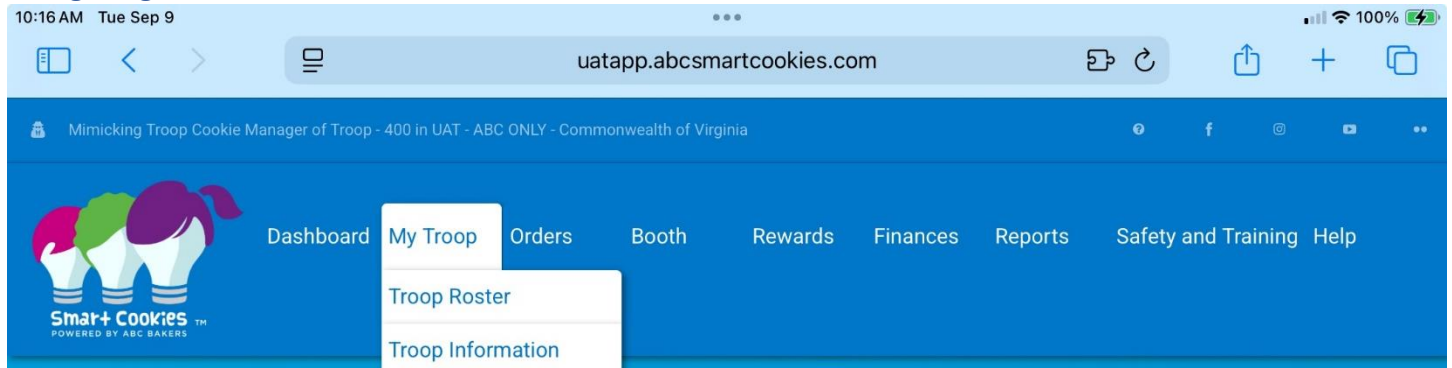 10:16 AM Tue Sep 9
100%
uatapp.abcsmartcookies.com
Mimicking Troop Cookie Manager of Troop - 400 in UAT - ABC ONLY - Commonwealth of Virginia
Dashboard My Troop Orders Booth Rewards Finances Reports Safety and Training Help
Troop Roster
Smart Cookies TM
POWERED BY ABC BAKERS
Troop Information